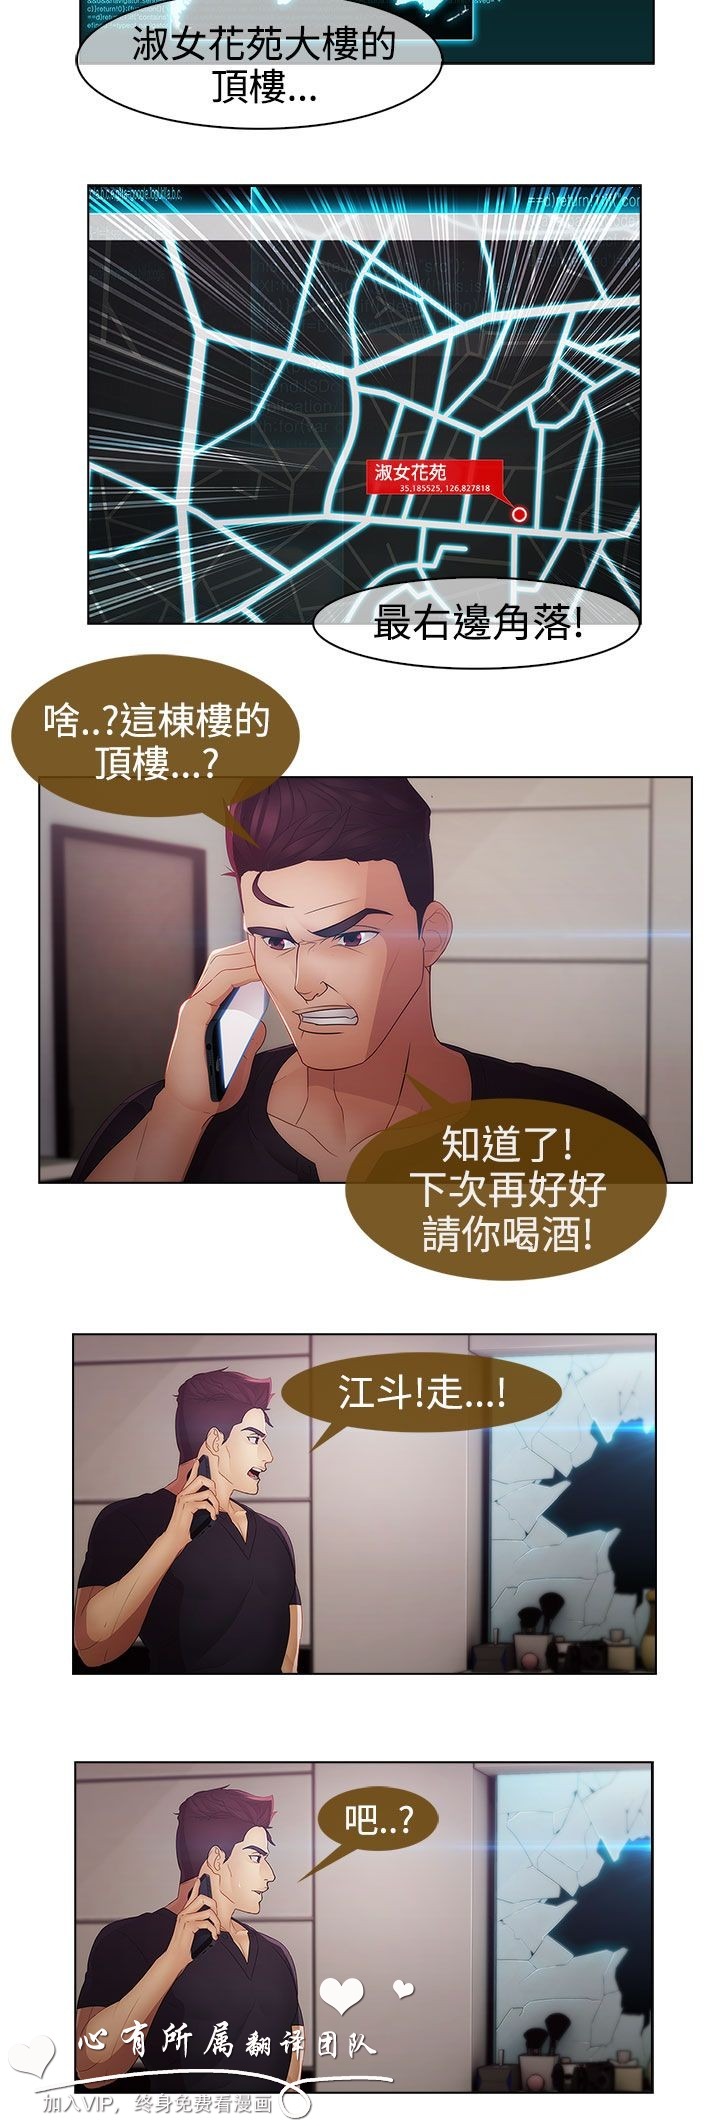 淑女花苑大樓的
頂樓...
淑女花苑
35,185525, 126,827818
最右邊角落!
啥..?這棟樓的
頂樓...?
知道了!
下次再好好
請你喝酒!
江斗!走...!
吧..?
心有所属翻译团队
加入VIP，终身免费看漫画